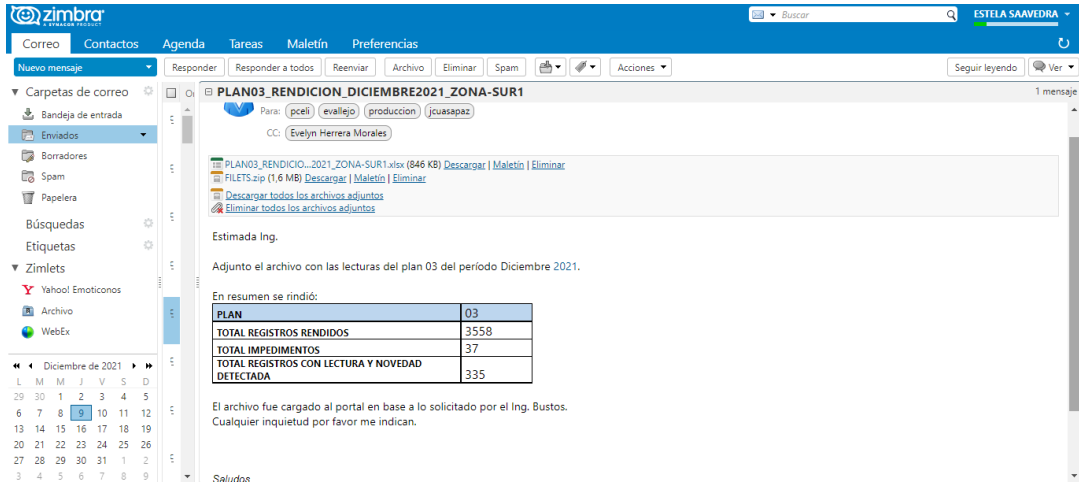 zimbra
A SYNACOR PRODUCT
Buscar
ESTELA SAAVEDRA
Correo Contactos Agenda Tareas Maletín Preferencias
Nuevo mensaje
Responder Responder a todos Reenviar Archivo Eliminar Spam Acciones Seguir leyendo Ver
Carpetas de correo
Bandeja de entrada
Enviados
Borradores
Spam
Papelera
Búsquedas
Etiquetas
Zimlets
Yahoo! Emoticonos
Archivo
WebEx
Diciembre de 2021
L M M J V S D
29 30 1 2 3 4 5
6 7 8 9 10 11 12
13 14 15 16 17 18 19
20 21 22 23 24 25 26
27 28 29 30 31 1 2
3 4 5 6 7 8 9
PLAN03_RENDICION_DICIEMBRE2021_ZONA-SUR1
1 mensaje
Para: pceli evallejo produccion jcuasapaz
CC: Evelyn Herrera Morales
PLAN03_RENDICIO...2021_ZONA-SUR1.xlsx (846 KB) Descargar | Maletín | Eliminar
FILETS.zip (1,6 MB) Descargar | Maletín | Eliminar
Descargar todos los archivos adjuntos
Eliminar todos los archivos adjuntos
Estimada Ing.
Adjunto el archivo con las lecturas del plan 03 del período Diciembre 2021.
En resumen se rindió:
PLAN 03
TOTAL REGISTROS RENDIDOS 3558
TOTAL IMPEDIMENTOS 37
TOTAL REGISTROS CON LECTURA Y NOVEDAD
DETECTADA 335
El archivo fue cargado al portal en base a lo solicitado por el Ing. Bustos.
Cualquier inquietud por favor me indican.
Saludos